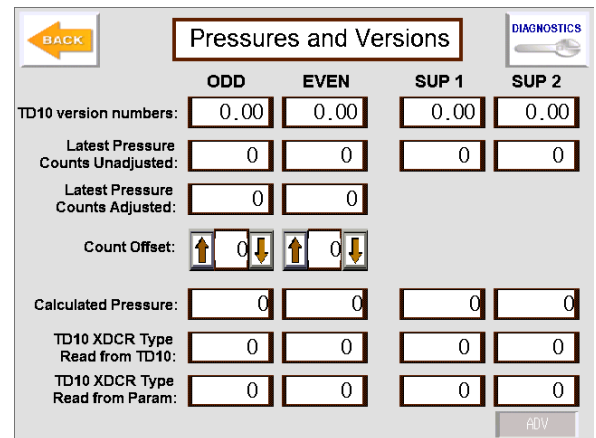 BACK
Pressures and Versions
DIAGNOSTICS
ODD EVEN SUP 1 SUP 2
TD10 version numbers: 0.00 0.00 0.00 0.00
Latest Pressure
Counts Unadjusted: 0 0 0 0
Latest Pressure
Counts Adjusted: 0 0
Count Offset: 0 0
Calculated Pressure: 0 0 0 0
TD10 XDCR Type
Read from TD10: 0 0 0 0
TD10 XDCR Type
Read from Param: 0 0 0 0
ADV